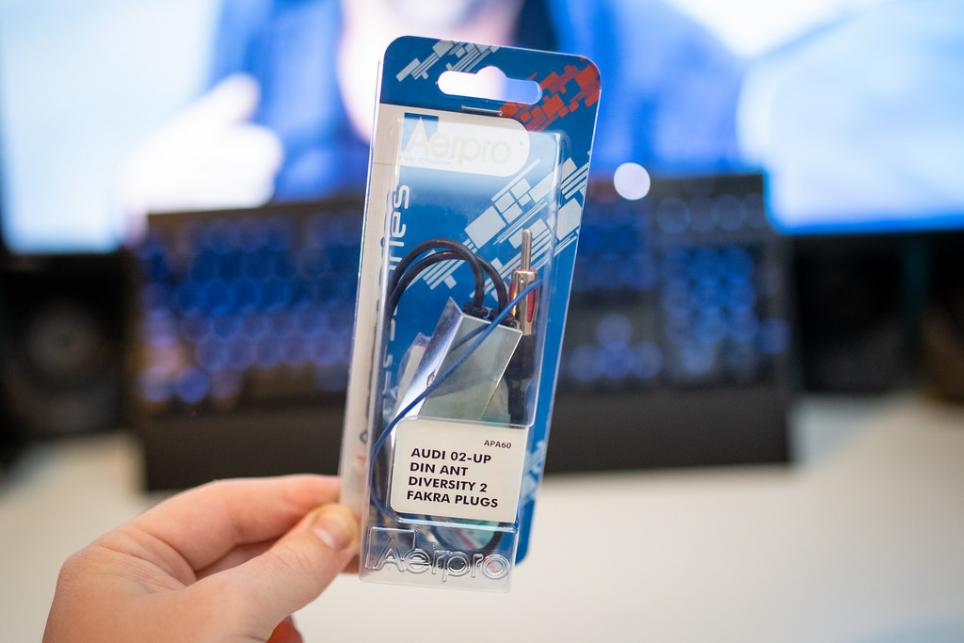 Aerpro
APA60
AUDI 02-UP
DIN ANT
DIVERSITY 2
FAKRA PLUGS
Aerpro